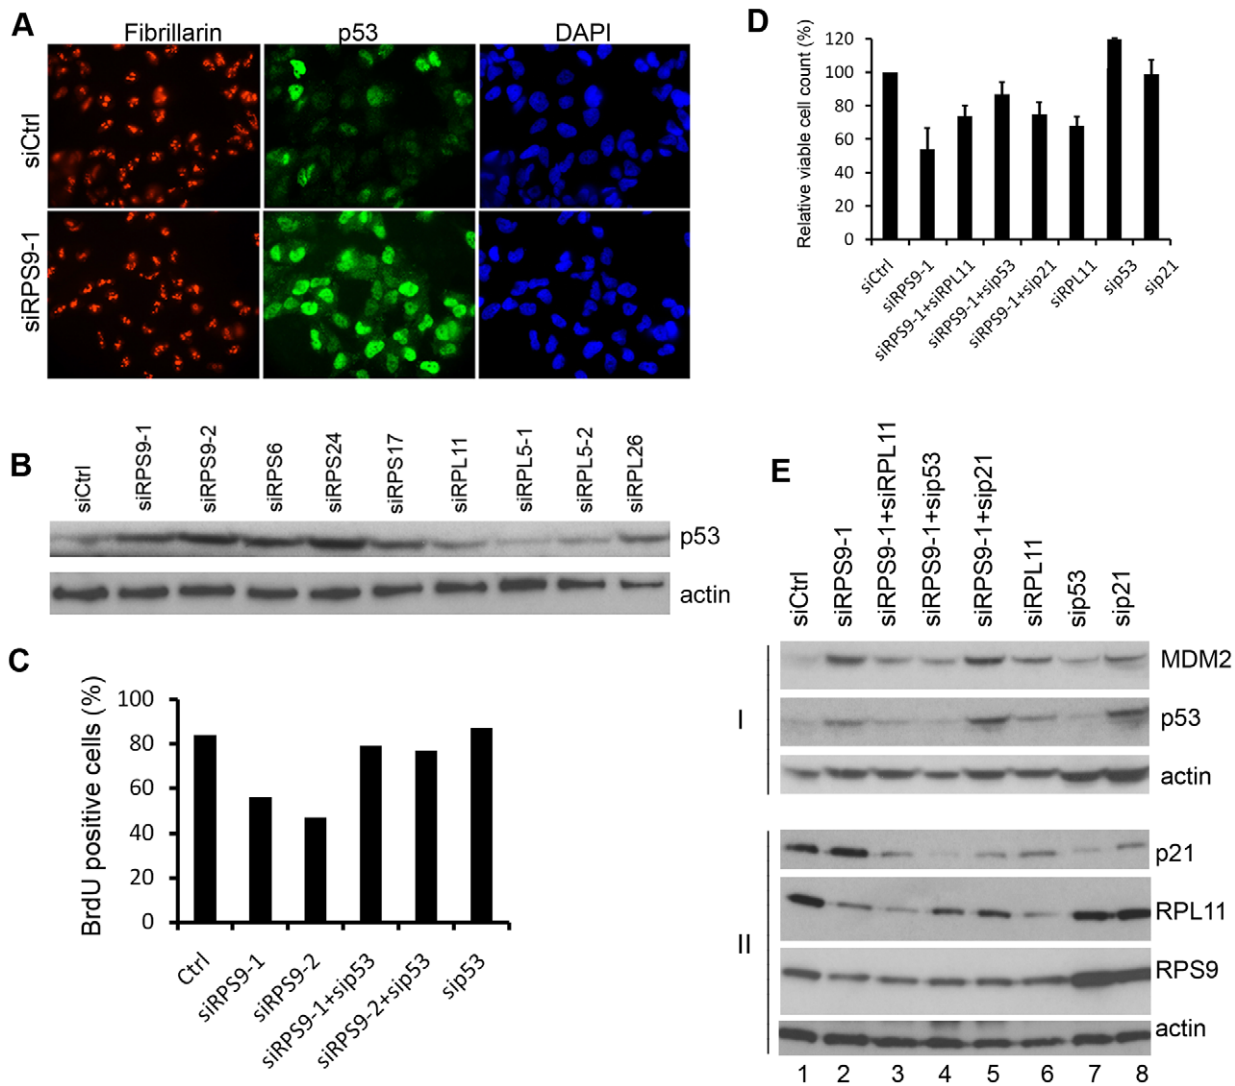 A
Fibrillarin p53 DAPI
siCtrl
siRPS9-1
B
siCtrl siRPS9-1 siRPS9-2 siRPS6 siRPS24 siRPS17 siRPL11 siRPL5-1 siRPL5-2 siRPL26
p53
actin
C
BrdU positive cells (%)
100
80
60
40
20
0
Ctrl siRPS9-1 siRPS9-2 siRPS9-1+sip53 siRPS9-2+sip53 sip53
D
Relative viable cell count (%)
120
100
80
60
40
20
0
siCtrl siRPS9-1 siRPS9-1+siRPL11 siRPS9-1+sip53 siRPS9-1+sip21 siRPL11 sip53 sip21
E
siCtrl siRPS9-1 siRPS9-1+siRPL11 siRPS9-1+sip53 siRPS9-1+sip21 siRPL11 sip53 sip21
I
MDM2
p53
actin
II
p21
RPL11
RPS9
actin
1 2 3 4 5 6 7 8